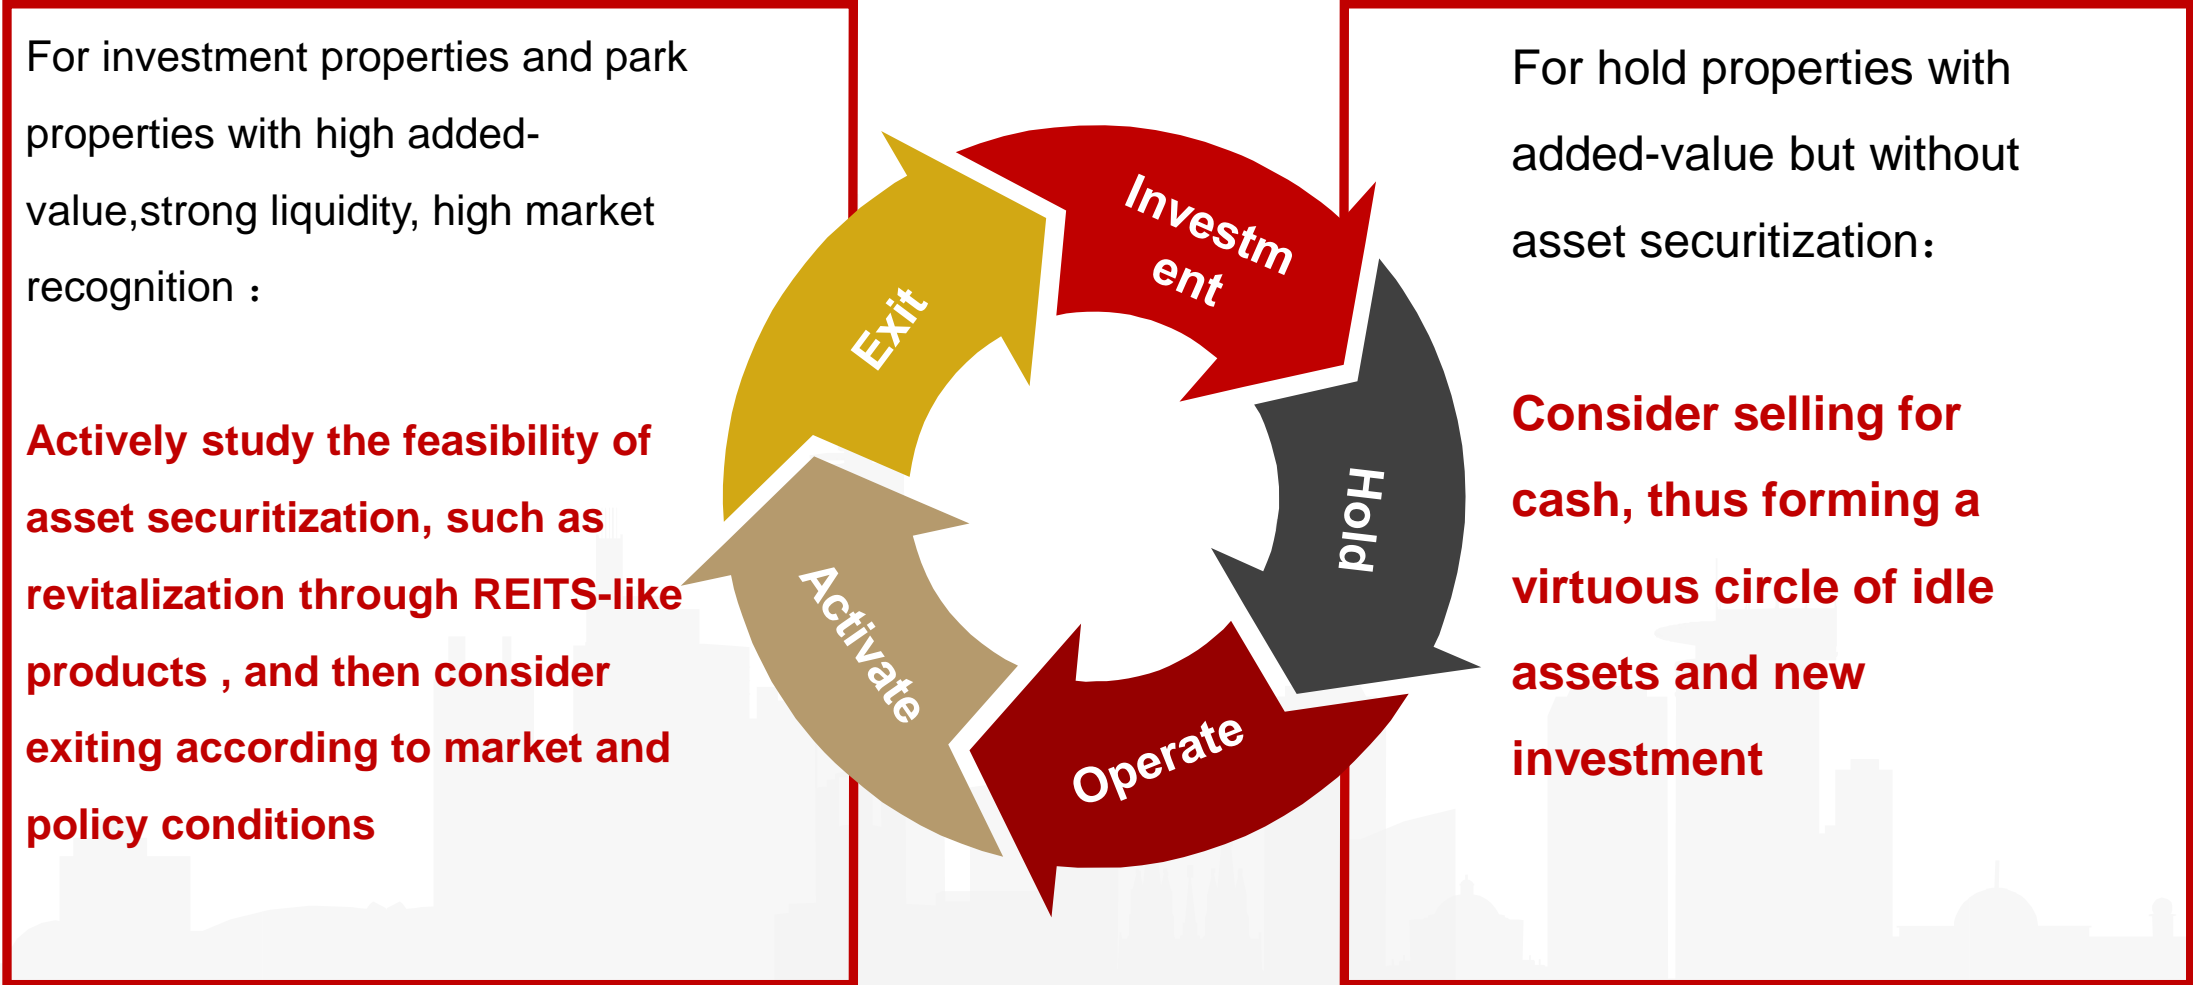 For investment properties and park
properties with high added-
value,strong liquidity, high market
recognition：
Actively study the feasibility of
asset securitization, such as
revitalization through REITS-like
products , and then consider
exiting according to market and
policy conditions
Investm
ent
Hold
Operate
Activate
Exit
For hold properties with
added-value but without
asset securitization：
Consider selling for
cash, thus forming a
virtuous circle of idle
assets and new
investment